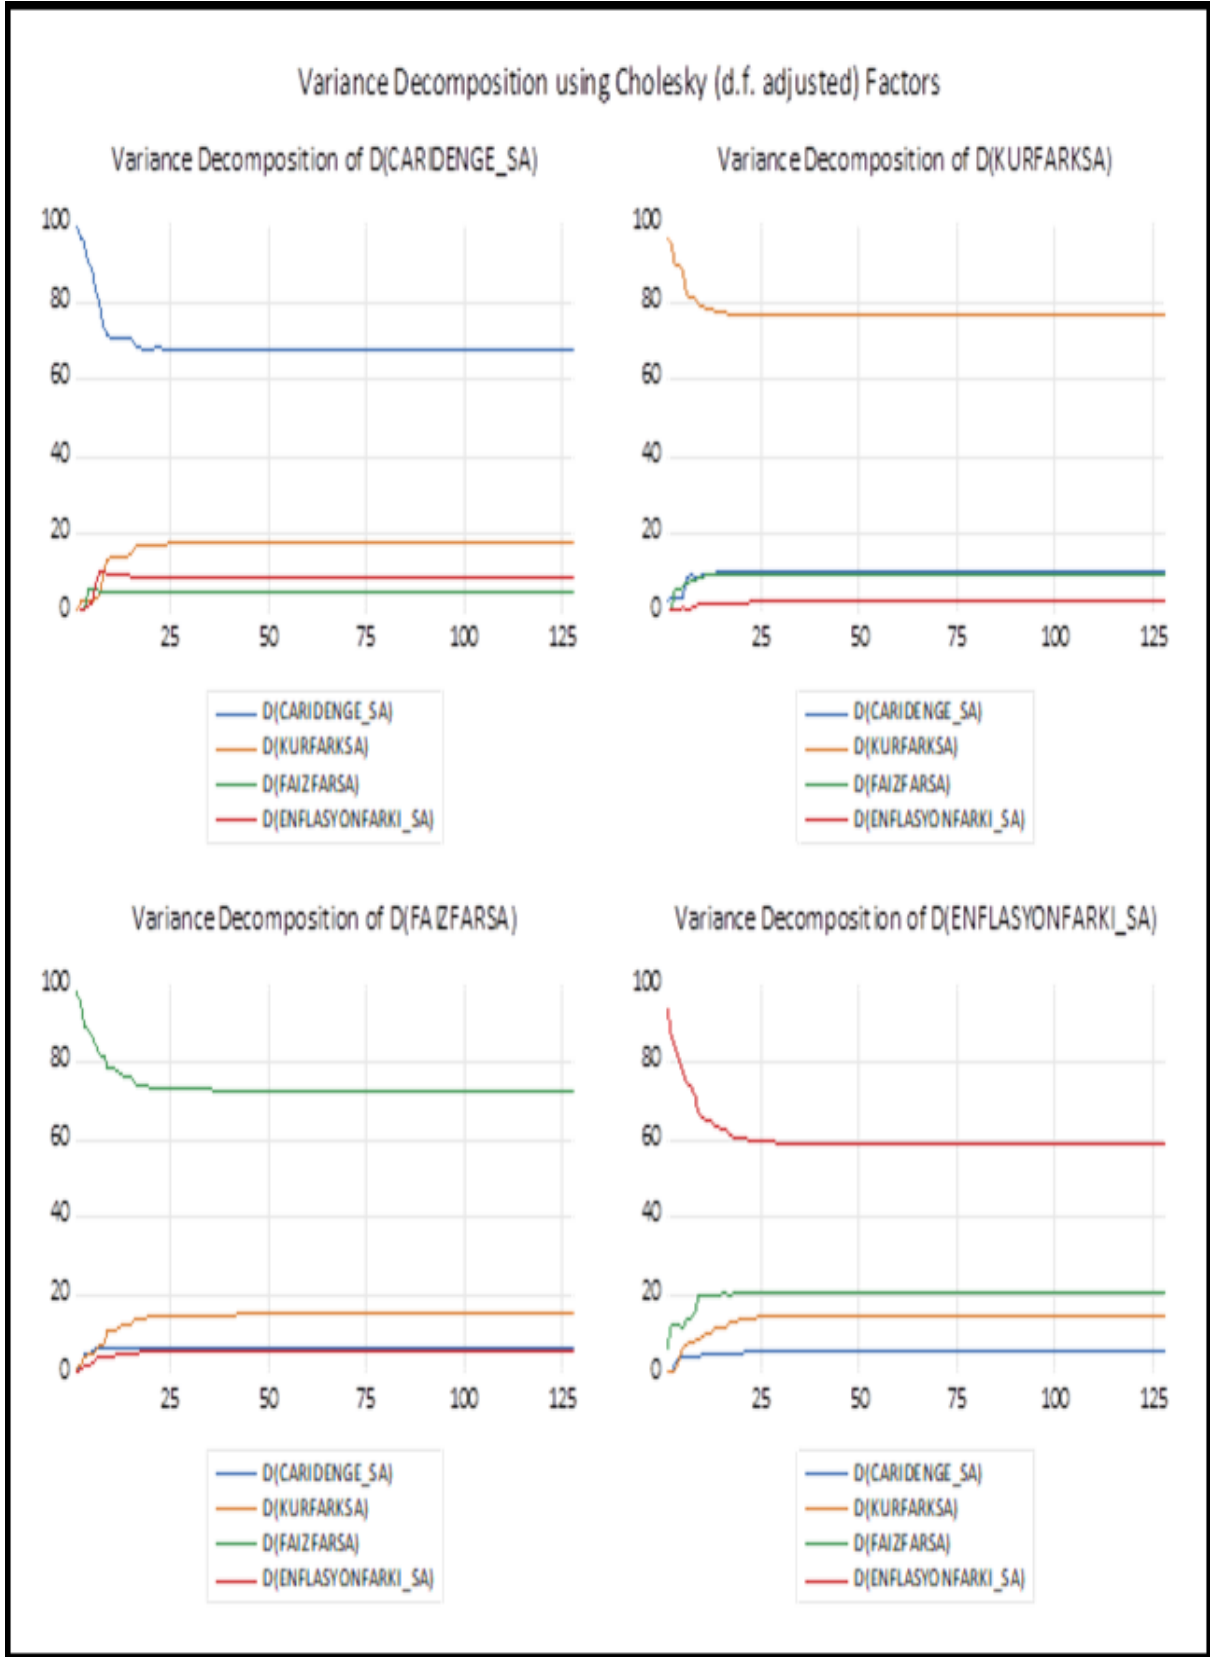 Variance Decomposition using Cholesky (d.f. adjusted) Factors
Variance Decomposition of D(CARIDENGE_SA)
100
80
60
40
20
0
25 50 75 100 125
D(CARIDENGE_SA)
D(KURFARKSA)
D(FAIZFARSA)
D(ENFLASYONFARKI_SA)
Variance Decomposition of D(KURFARKSA)
100
80
60
40
20
0
25 50 75 100 125
D(CARIDENGE_SA)
D(KURFARKSA)
D(FAIZFARSA)
D(ENFLASYONFARKI_SA)
Variance Decomposition of D(FAIZFARSA)
100
80
60
40
20
0
25 50 75 100 125
D(CARIDENGE_SA)
D(KURFARKSA)
D(FAIZFARSA)
D(ENFLASYONFARKI_SA)
Variance Decomposition of D(ENFLASYONFARKI_SA)
100
80
60
40
20
0
25 50 75 100 125
D(CARIDENGE_SA)
D(KURFARKSA)
D(FAIZFARSA)
D(ENFLASYONFARKI_SA)